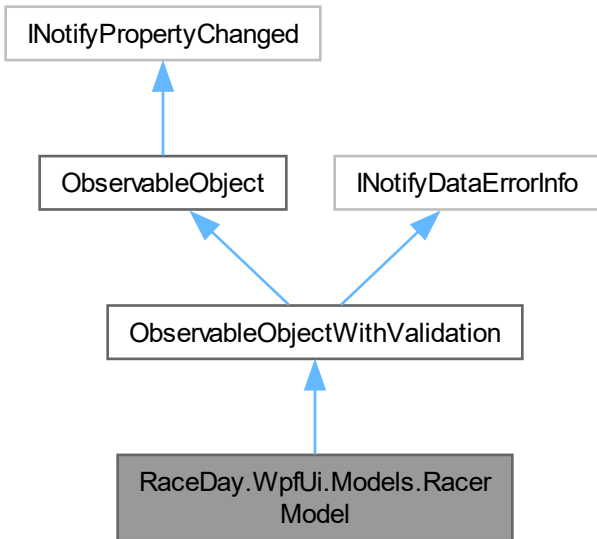 INotifyPropertyChanged
ObservableObject
INotifyDataErrorInfo
ObservableObjectWithValidation
RaceDay.WpfUi.Models.Racer
Model